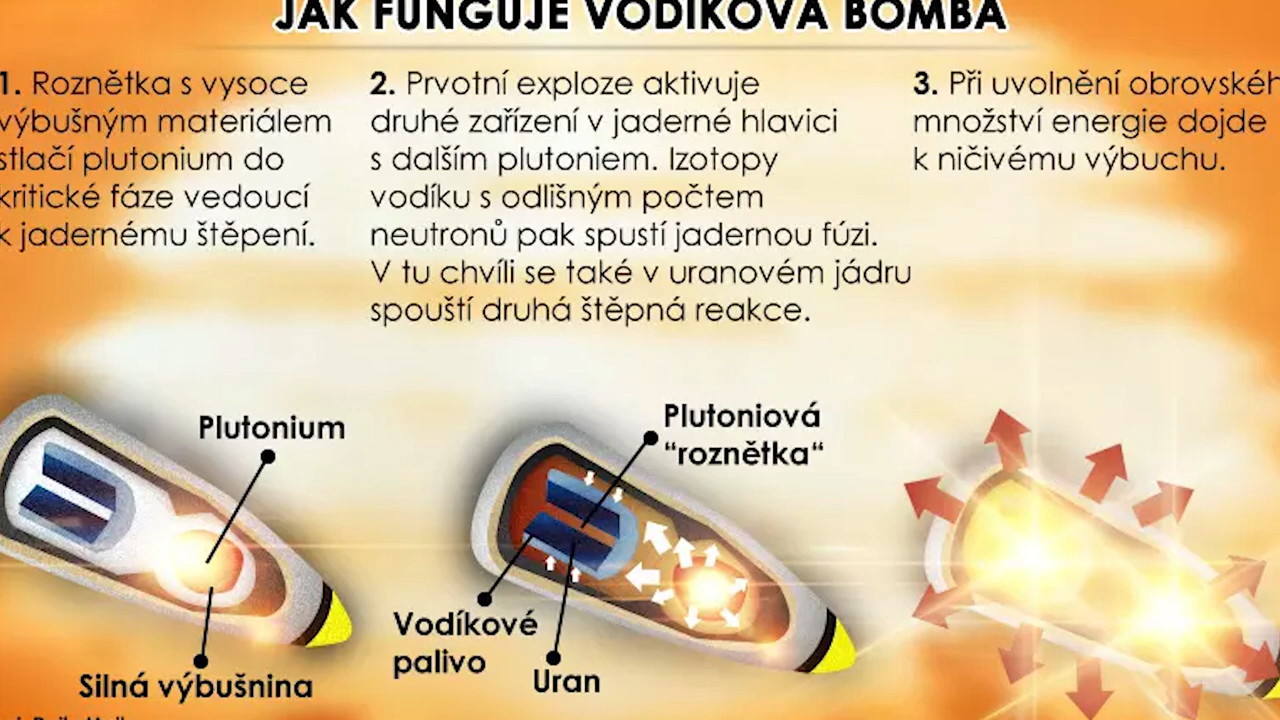 JAK FUNGUJE VODÍKOVÁ BOMBA
1. Roznětka s vysoce
výbušným materiálem
stlačí plutonium do
kritické fáze vedoucí
k jadernému štěpení.
2. Prvotní exploze aktivuje
druhé zařízení v jaderné hlavici
s dalším plutoniem. Izotopy
vodíku s odlišným počtem
neutronů pak spustí jadernou fúzi.
V tu chvíli se také v uranovém jádru
spouští druhá štěpná reakce.
3. Při uvolnění obrovskéh
množství energie dojde
k ničivému výbuchu.
Plutonium
Silná výbušnina
Plutoniová
“roznětka“
Vodíkové
palivo
Uran